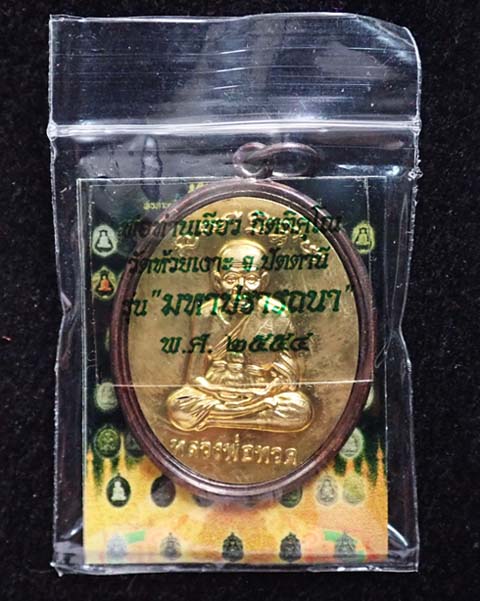 พ่อท่านเขียว กิตติคุโณ
วัดห้วยเงาะ จ.ปัตตานี
รุ่น "มหาปรารถนา"
พ.ศ. ๒๕๕๔
หลวงพ่อทวด